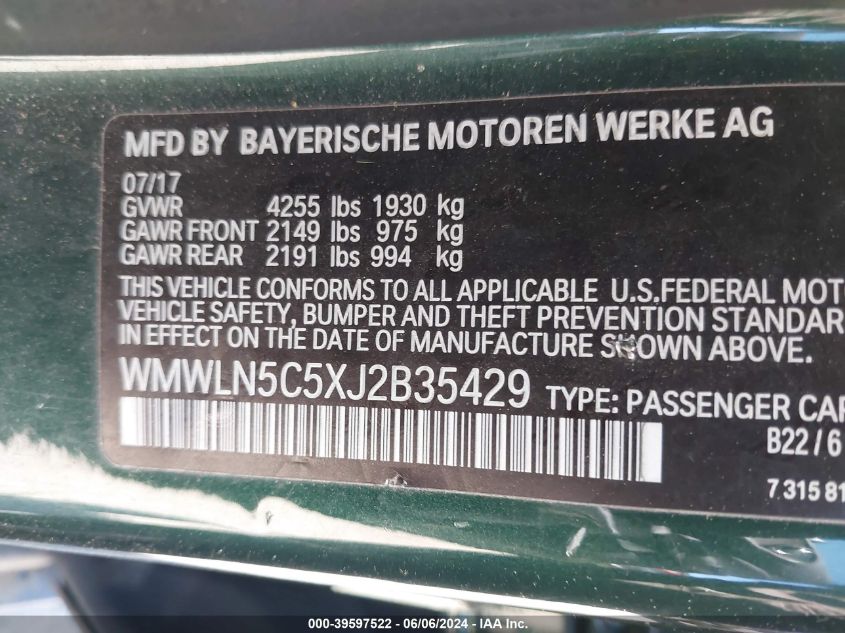 MFD BY BAYERISCHE MOTOREN WERKE AG
07/17
GVWR 4255 lbs 1930 kg
GAWR FRONT 2149 lbs 975 kg
GAWR REAR 2191 lbs 994 kg
THIS VEHICLE CONFORMS TO ALL APPLICABLE U.S.FEDERAL MOT
VEHICLE SAFETY, BUMPER AND THEFT PREVENTION STANDAR
IN EFFECT ON THE DATE OF MANUFACTURE SHOWN ABOVE.
WMWLN5C5XJ2B35429 TYPE: PASSENGER CAR
B22/6
7 315 81
000-39597522 - 06/06/2024 - IAA Inc.